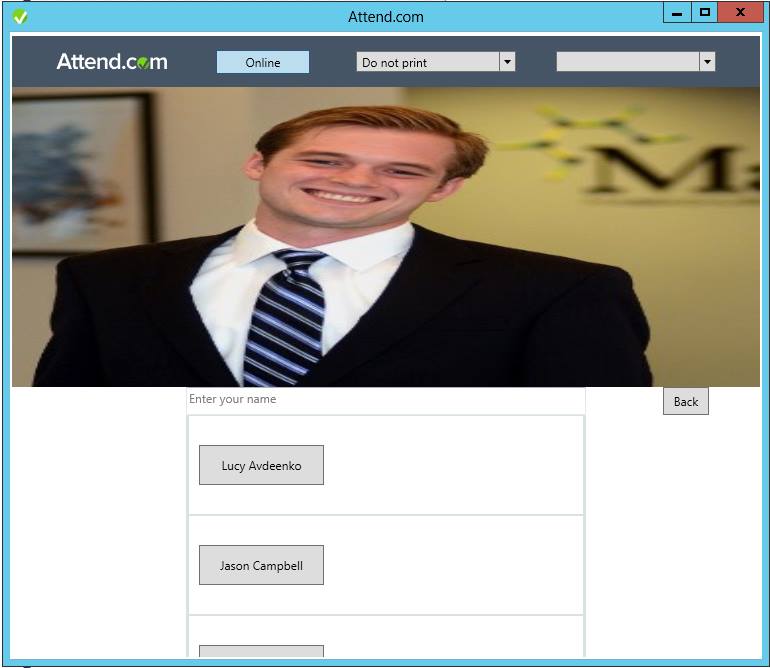 Attend.com
Attend.com
Online
Do not print
Ma
Enter your name
Back
Lucy Avdeenko
Jason Campbell